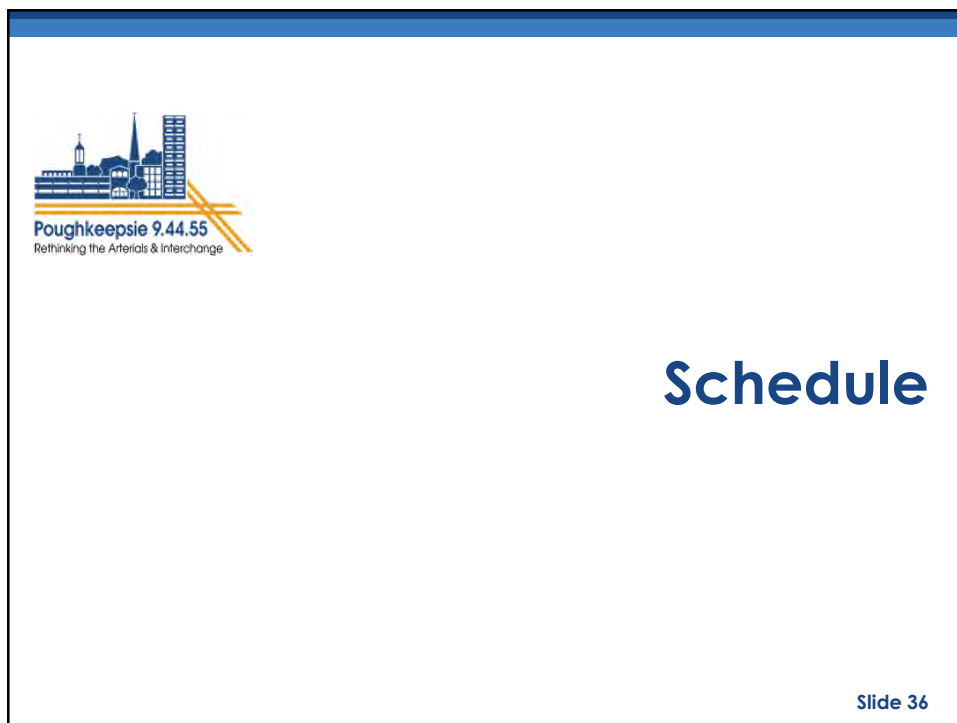 Poughkeepsie 9.44.55
Rethinking the Arterials & Interchange
Schedule
Slide 36